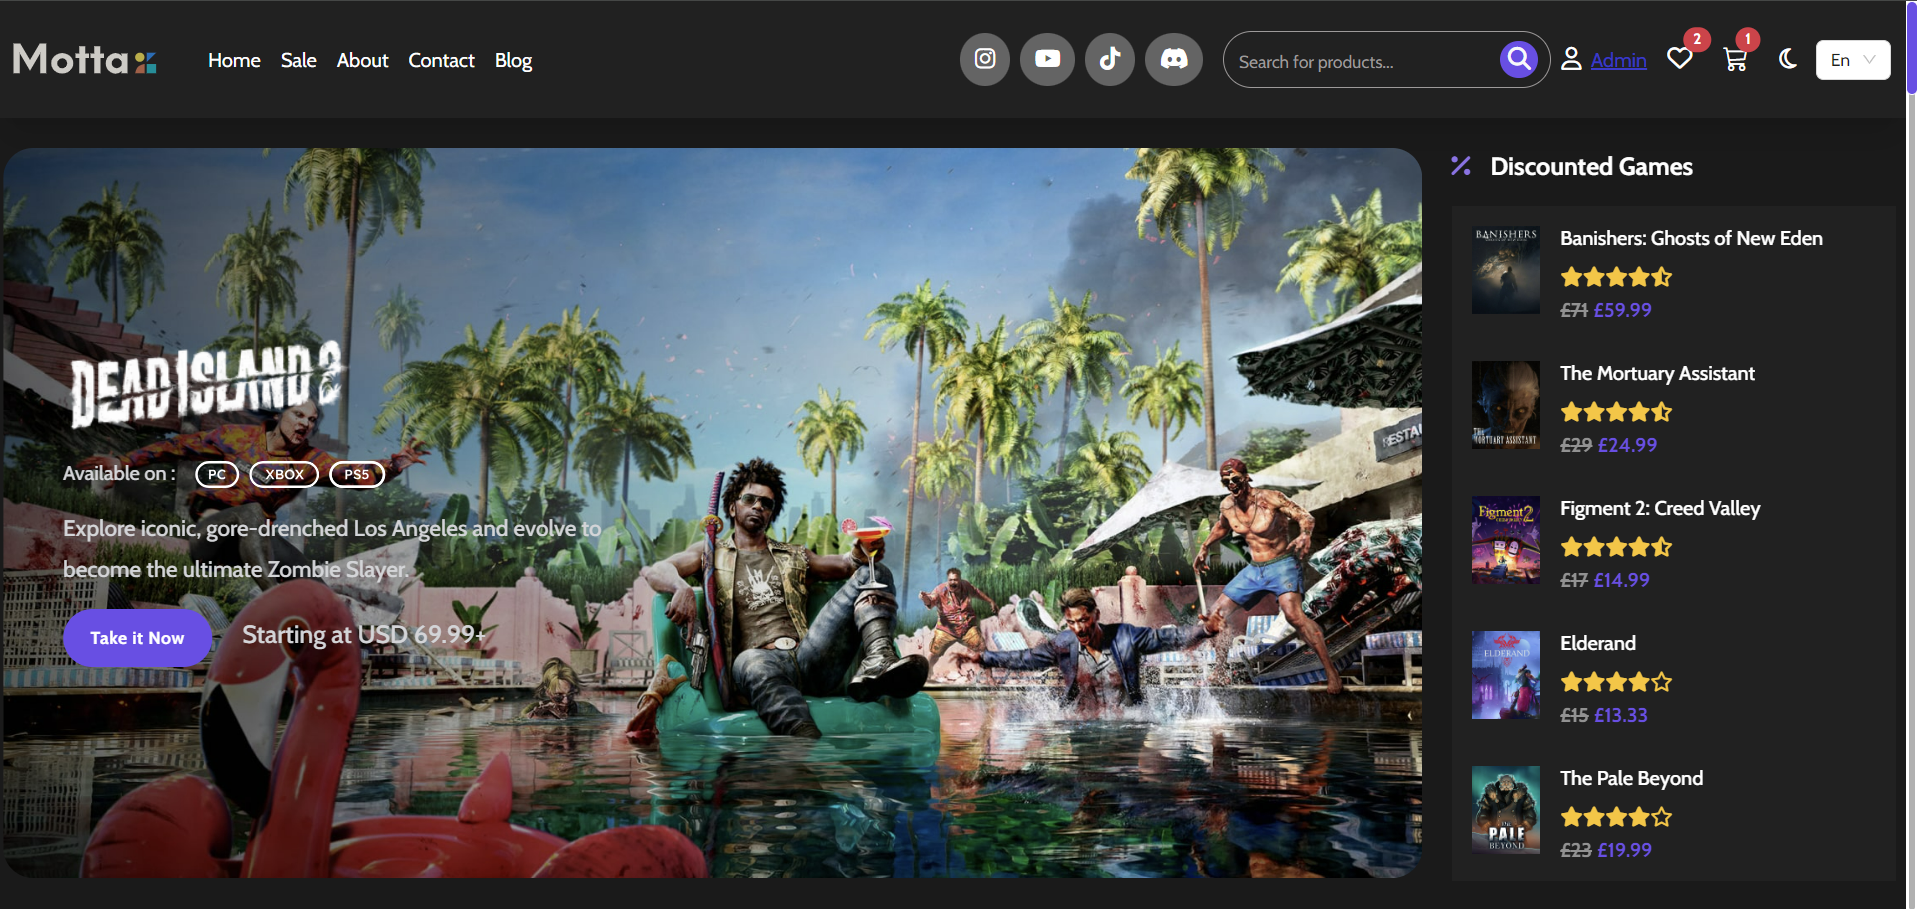 Motta
Home Sale About Contact Blog
Search for products...
Admin
2
1
En
DEAD ISLAND 2
Available on : PC XBOX PS5
Explore iconic, gore-drenched Los Angeles and evolve to
become the ultimate Zombie Slayer.
Take it Now
Starting at USD 69.99+
Discounted Games
BANISHERS
Banishers: Ghosts of New Eden
£71 £59.99
THE MORTUARY ASSISTANT
The Mortuary Assistant
£29 £24.99
Figment 2
Figment 2: Creed Valley
£17 £14.99
ELDERAND
Elderand
£15 £13.33
The PALE
BEYOND
The Pale Beyond
£23 £19.99